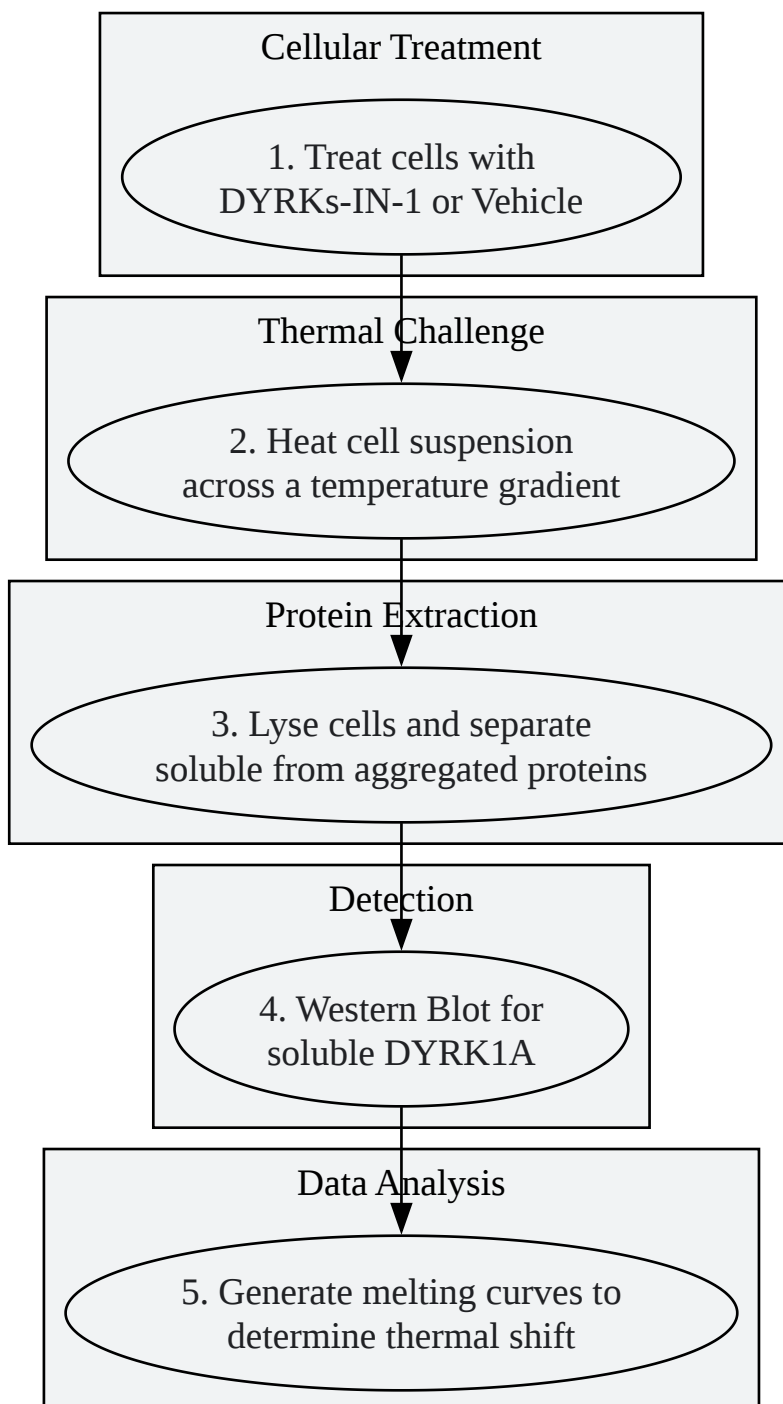 Cellular Treatment
1. Treat cells with
DYRKs-IN-1 or Vehicle
Thermal Challenge
2. Heat cell suspension
across a temperature gradient
Protein Extraction
3. Lyse cells and separate
soluble from aggregated proteins
Detection
4. Western Blot for
soluble DYRK1A
Data Analysis
5. Generate melting curves to
determine thermal shift